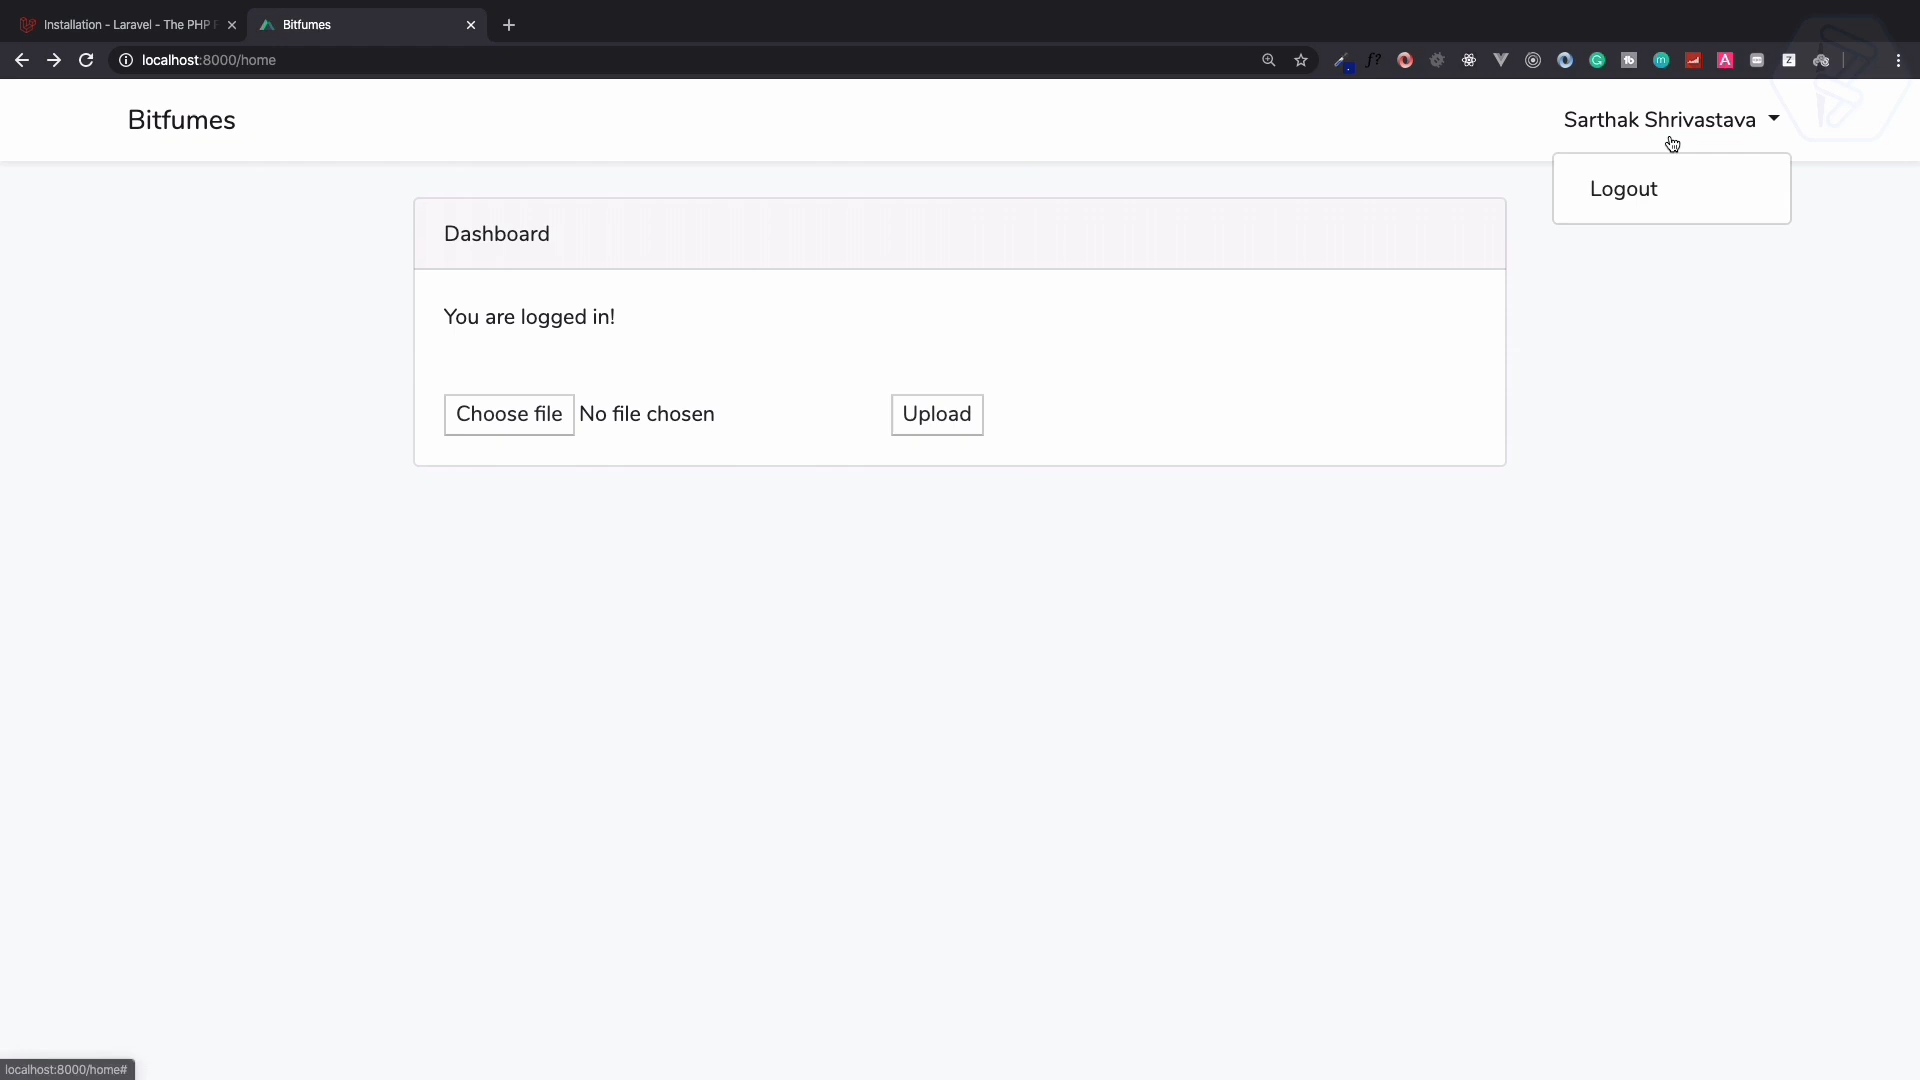 Installation - Laravel - The PHP F
Bitfumes
localhost:8000/home
Bitfumes
Sarthak Shrivastava
Logout
Dashboard
You are logged in!
Choose file No file chosen
Upload
localhost:8000/home#